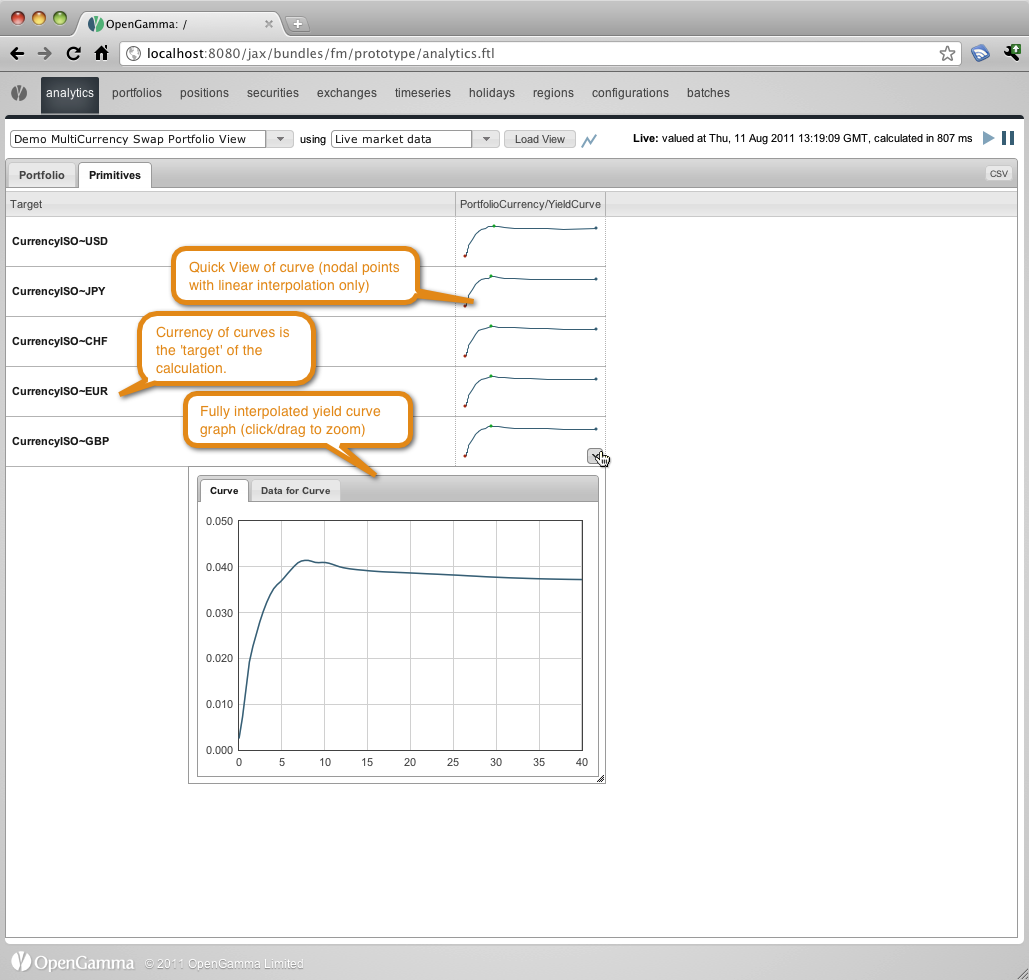 OpenGamma: /
localhost:8080/jax/bundles/fm/prototype/analytics.ftl
analytics portfolios positions securities exchanges timeseries holidays regions configurations batches
Demo MultiCurrency Swap Portfolio View using Live market data Load View Live: valued at Thu, 11 Aug 2011 13:19:09 GMT, calculated in 807 ms
Portfolio Primitives CSV
Target PortfolioCurrency/YieldCurve
CurrencyISO~USD
Quick View of curve (nodal points
with linear interpolation only)
CurrencyISO~JPY
Currency of curves is
the 'target' of the
calculation.
CurrencyISO~CHF
CurrencyISO~EUR
Fully interpolated yield curve
graph (click/drag to zoom)
CurrencyISO~GBP
Curve Data for Curve
0.050
0.040
0.030
0.020
0.010
0.000
0 5 10 15 20 25 30 35 40
OpenGamma © 2011 OpenGamma Limited